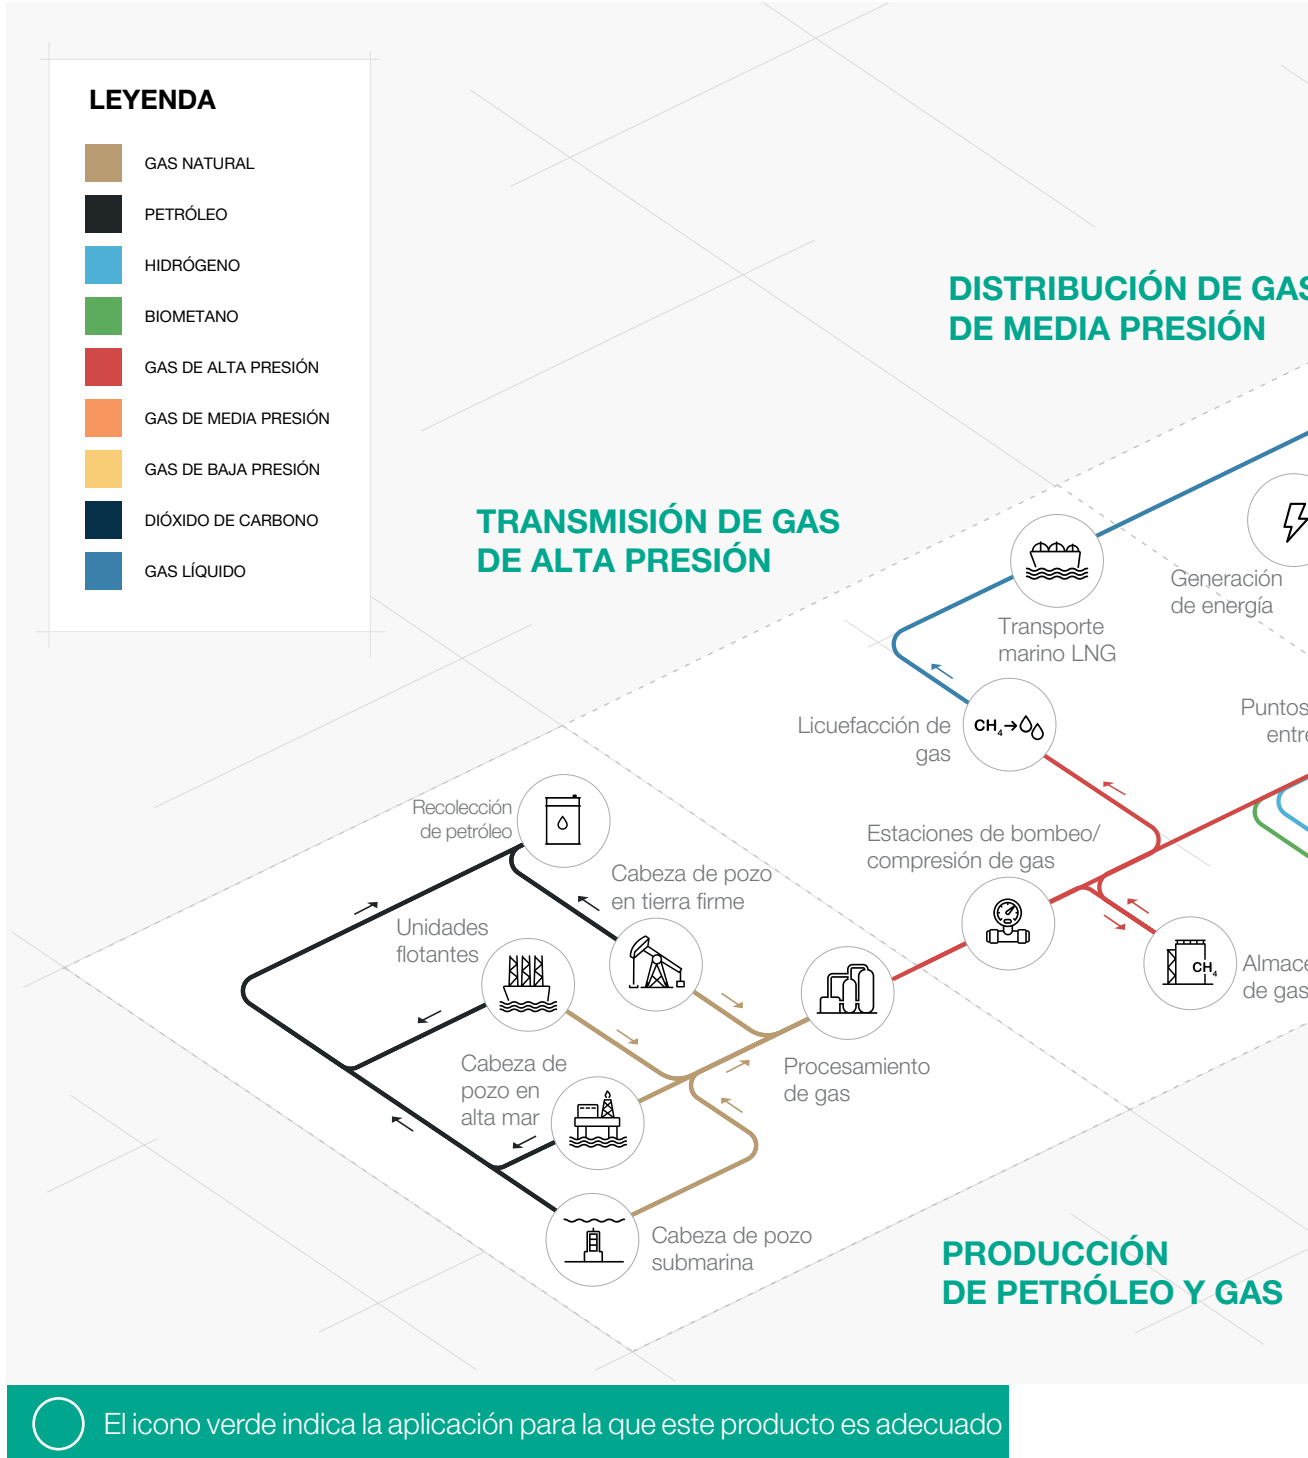 LEYENDA
GAS NATURAL
PETRÓLEO
HIDRÓGENO
BIOMETANO
GAS DE ALTA PRESIÓN
GAS DE MEDIA PRESIÓN
GAS DE BAJA PRESIÓN
DIÓXIDO DE CARBONO
GAS LÍQUIDO
DISTRIBUCIÓN DE GAS
DE MEDIA PRESIÓN
TRANSMISIÓN DE GAS
DE ALTA PRESIÓN
Generación
de energía
Transporte
marino LNG
Licuefacción de
gas
CH4→
Puntos
entre
Recolección
de petróleo
Estaciones de bombeo/
compresión de gas
Cabeza de pozo
en tierra firme
Unidades
flotantes
CH4
Almace
de gas
Cabeza de
pozo en
alta mar
Procesamiento
de gas
Cabeza de pozo
submarina
PRODUCCIÓN
DE PETRÓLEO Y GAS
El icono verde indica la aplicación para la que este producto es adecuado